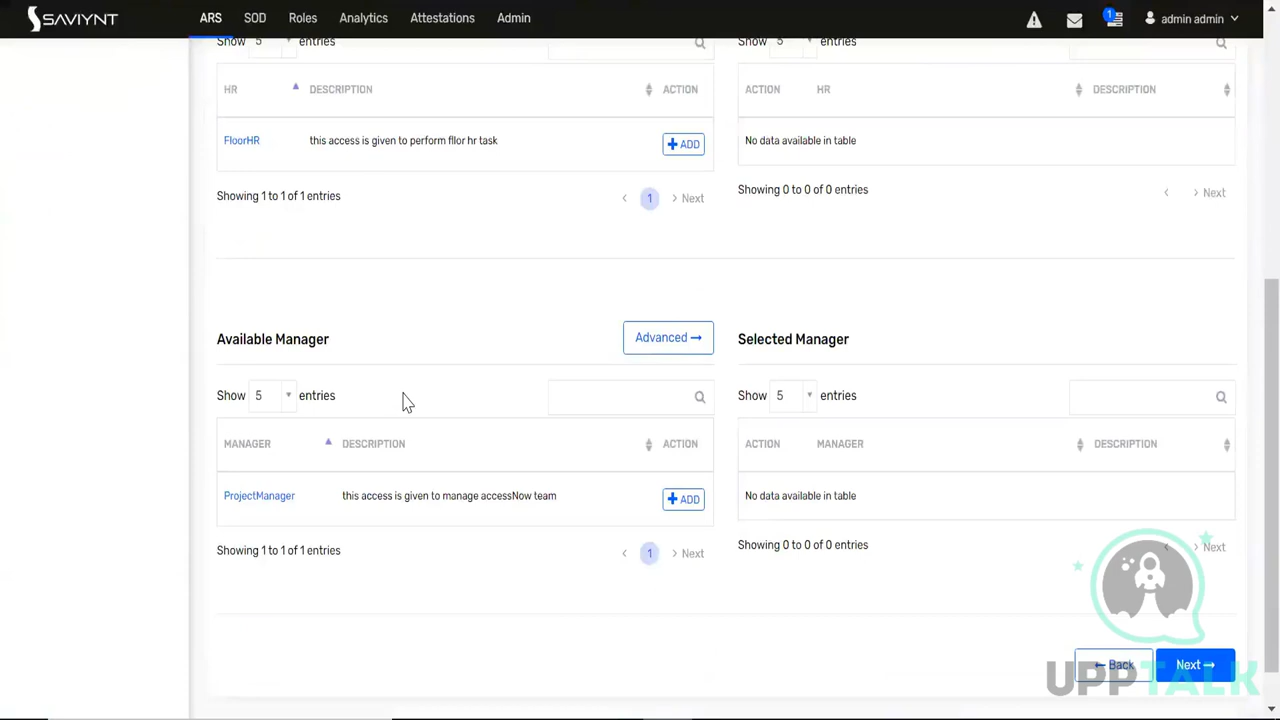 SAVIYNT ARS SOD Roles Analytics Attestations Admin 1 admin admin
Show 5 entries Show 5 entries
HR DESCRIPTION ACTION ACTION HR DESCRIPTION
FloorHR this access is given to perform fllor hr task +ADD No data available in table
Showing 1 to 1 of 1 entries 1 Next Showing 0 to 0 of 0 entries Next
Available Manager Advanced → Selected Manager
Show 5 entries Show 5 entries
MANAGER DESCRIPTION ACTION ACTION MANAGER DESCRIPTION
ProjectManager this access is given to manage accessNow team +ADD No data available in table
Showing 1 to 1 of 1 entries 1 Next Showing 0 to 0 of 0 entries Next
← Back Next →
UPPTALK